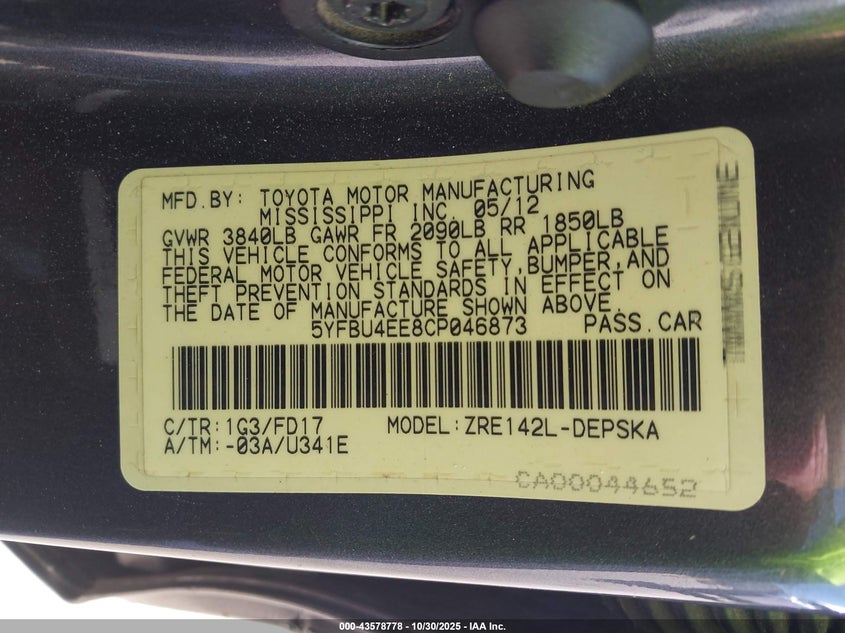 MFD.BY: TOYOTA MOTOR MANUFACTURING
MISSISSIPPI INC. 05/12
GVWR 3840LB GAWR FR 2090LB RR 1850LB
THIS VEHICLE CONFORMS TO ALL APPLICABLE
FEDERAL MOTOR VEHICLE SAFETY,BUMPER,AND
THEFT PREVENTION STANDARDS IN EFFECT ON
THE DATE OF MANUFACTURE SHOWN ABOVE.
5YFBU4EE8CP046873 PASS.CAR
C/TR:1G3/FD17 MODEL:ZRE142L-DEPSKA
A/TM:-03A/U341E
CA00044652
000-43578778 - 10/30/2025 - IAA Inc.